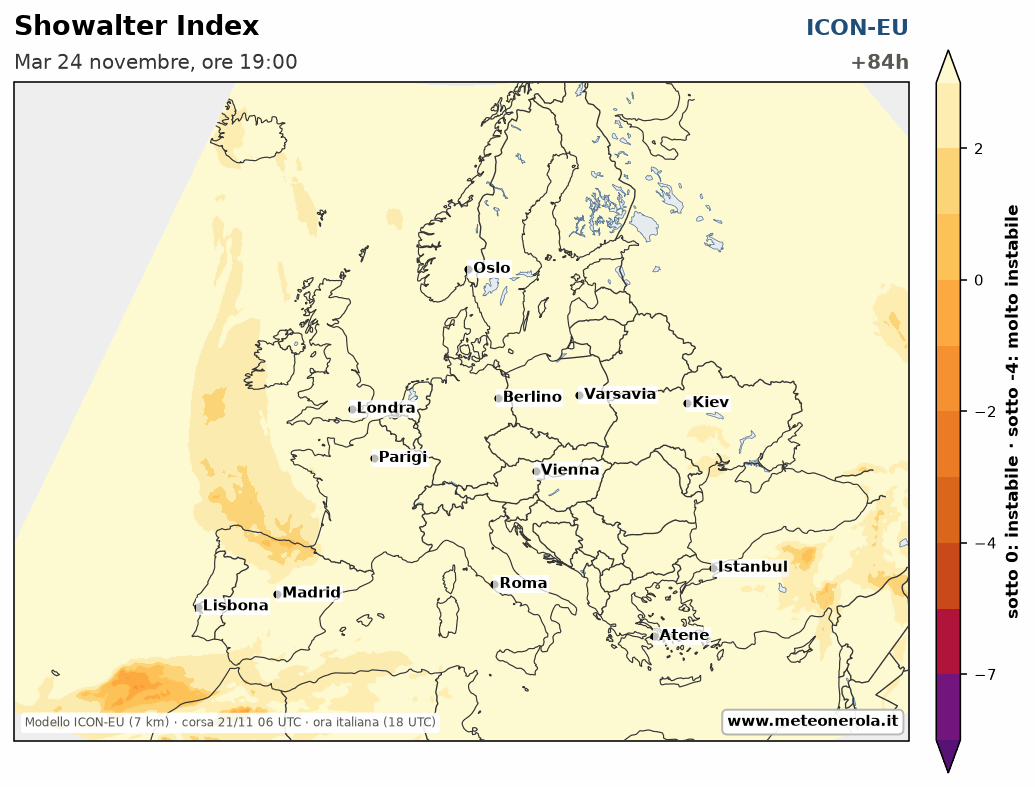 Showalter Index
ICON-EU
Mar 24 novembre, ore 19:00
+84h
Oslo
Londra
Berlino
Varsavia
Kiev
Parigi
Vienna
Istanbul
Roma
Madrid
Lisbona
Atene
Modello ICON-EU (7 km) · corsa 21/11 06 UTC · ora italiana (18 UTC)
www.meteonerola.it
2
0
−2
−4
−7
sotto 0: instabile · sotto -4: molto instabile